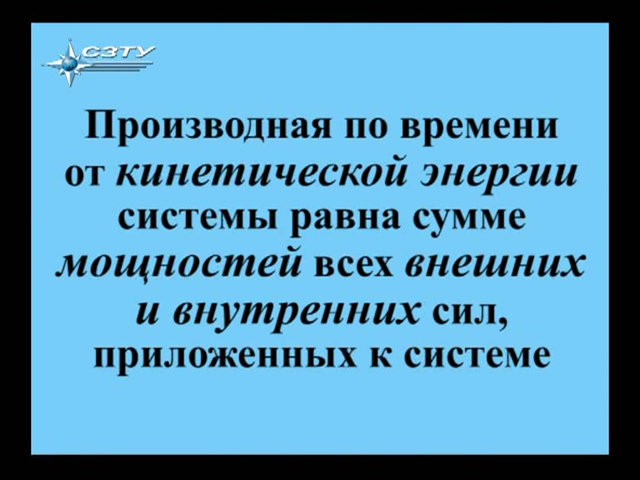 СЗТУ
Производная по времени
от кинетической энергии
системы равна сумме
мощностей всех внешних
и внутренних сил,
приложенных к системе